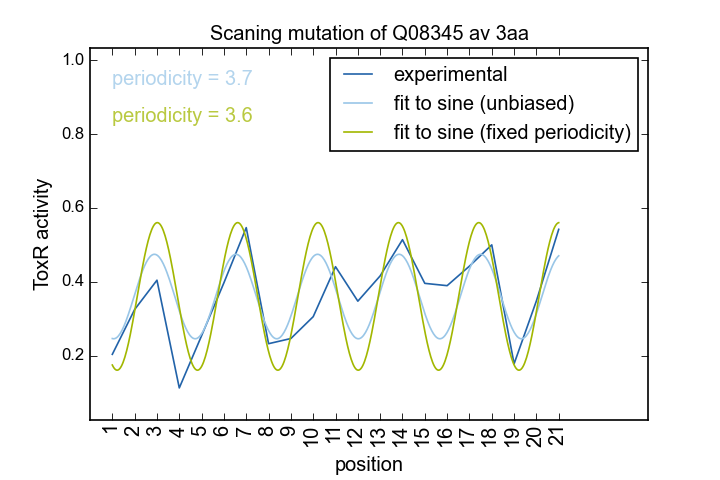 Scaning mutation of Q08345 av 3aa
periodicity = 3.7
periodicity = 3.6
experimental
fit to sine (unbiased)
fit to sine (fixed periodicity)
ToxR activity
1.0
0.8
0.6
0.4
0.2
1 2 3 4 5 6 7 8 9 10 11 12 13 14 15 16 17 18 19 20 21
position